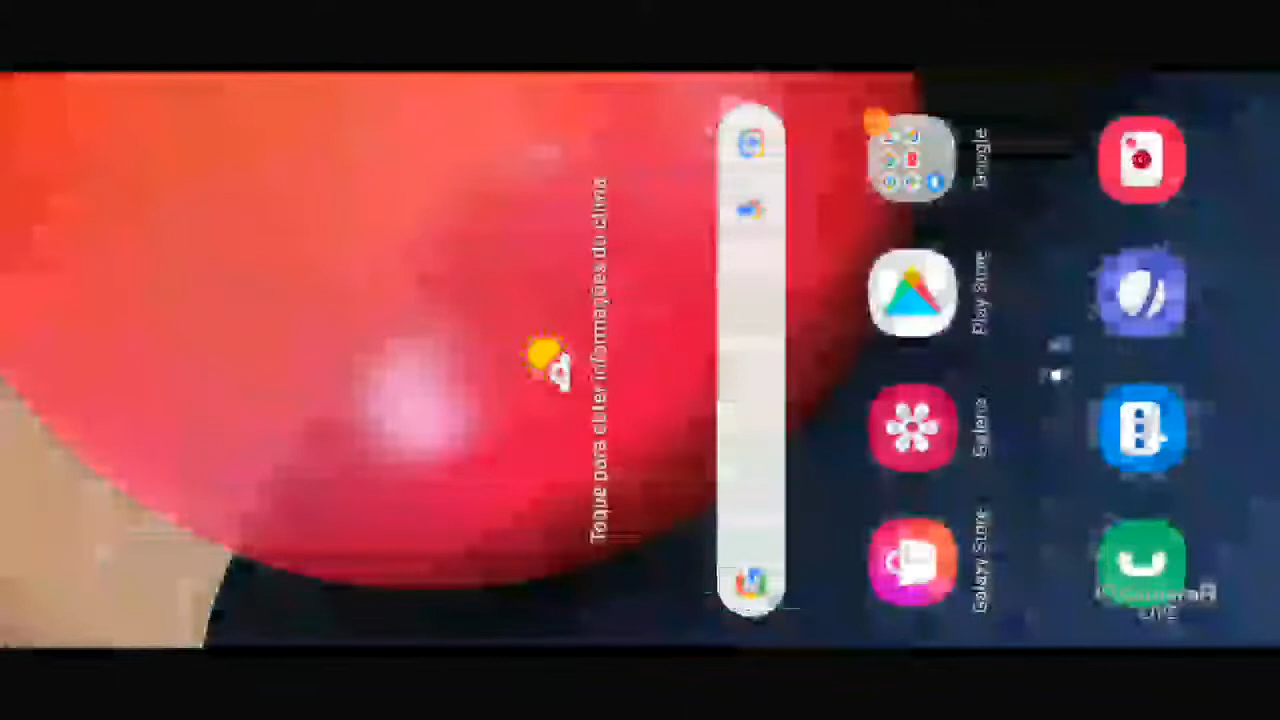 Toque para obter informações do clima
Galaxy Store
Galeria
Play Store
Google